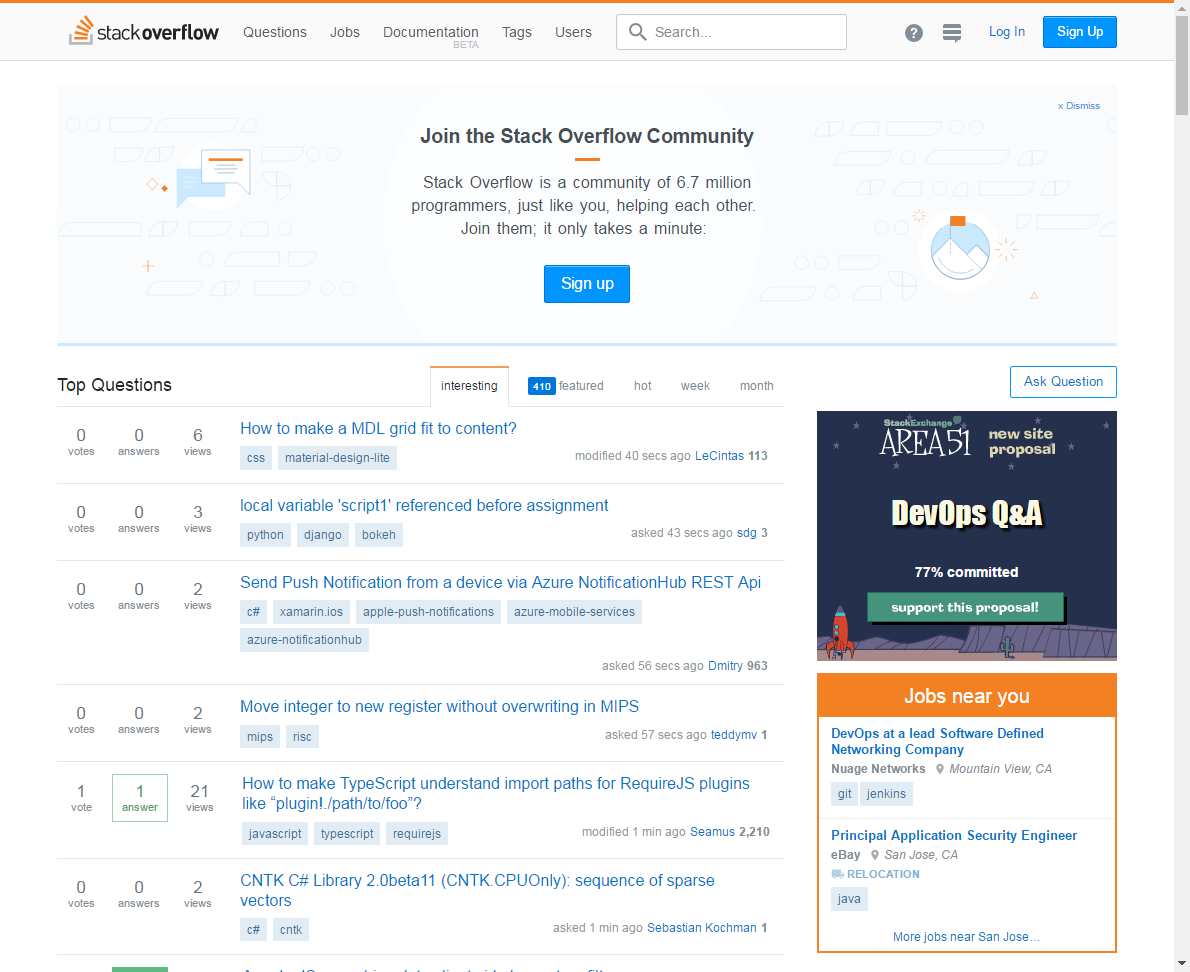 stackoverflow Questions Jobs Documentation Tags Users Search... ? Log In Sign Up
BETA
x Dismiss
Join the Stack Overflow Community
Stack Overflow is a community of 6.7 million
programmers, just like you, helping each other.
Join them; it only takes a minute:
Sign up
Top Questions interesting 410 featured hot week month
0 votes 0 answers 6 views
How to make a MDL grid fit to content?
css material-design-lite
modified 40 secs ago LeCintas 113
0 votes 0 answers 3 views
local variable 'script1' referenced before assignment
python django bokeh
asked 43 secs ago sdg 3
0 votes 0 answers 2 views
Send Push Notification from a device via Azure NotificationHub REST Api
c# xamarin.ios apple-push-notifications azure-mobile-services
azure-notificationhub
asked 56 secs ago Dmitry 963
0 votes 0 answers 2 views
Move integer to new register without overwriting in MIPS
mips risc
asked 57 secs ago teddymv 1
1 vote 1 answer 21 views
How to make TypeScript understand import paths for RequireJS plugins
like “plugin!./path/to/foo”?
javascript typescript requirejs
modified 1 min ago Seamus 2,210
0 votes 0 answers 2 views
CNTK C# Library 2.0beta11 (CNTK.CPUOnly): sequence of sparse
vectors
c# cntk
asked 1 min ago Sebastian Kochman 1
Ask Question
StackExchange
AREA51
new site
proposal
DevOps Q&A
77% committed
support this proposal!
Jobs near you
DevOps at a lead Software Defined
Networking Company
Nuage Networks Mountain View, CA
git jenkins
Principal Application Security Engineer
eBay San Jose, CA
RELOCATION
java
More jobs near San Jose...